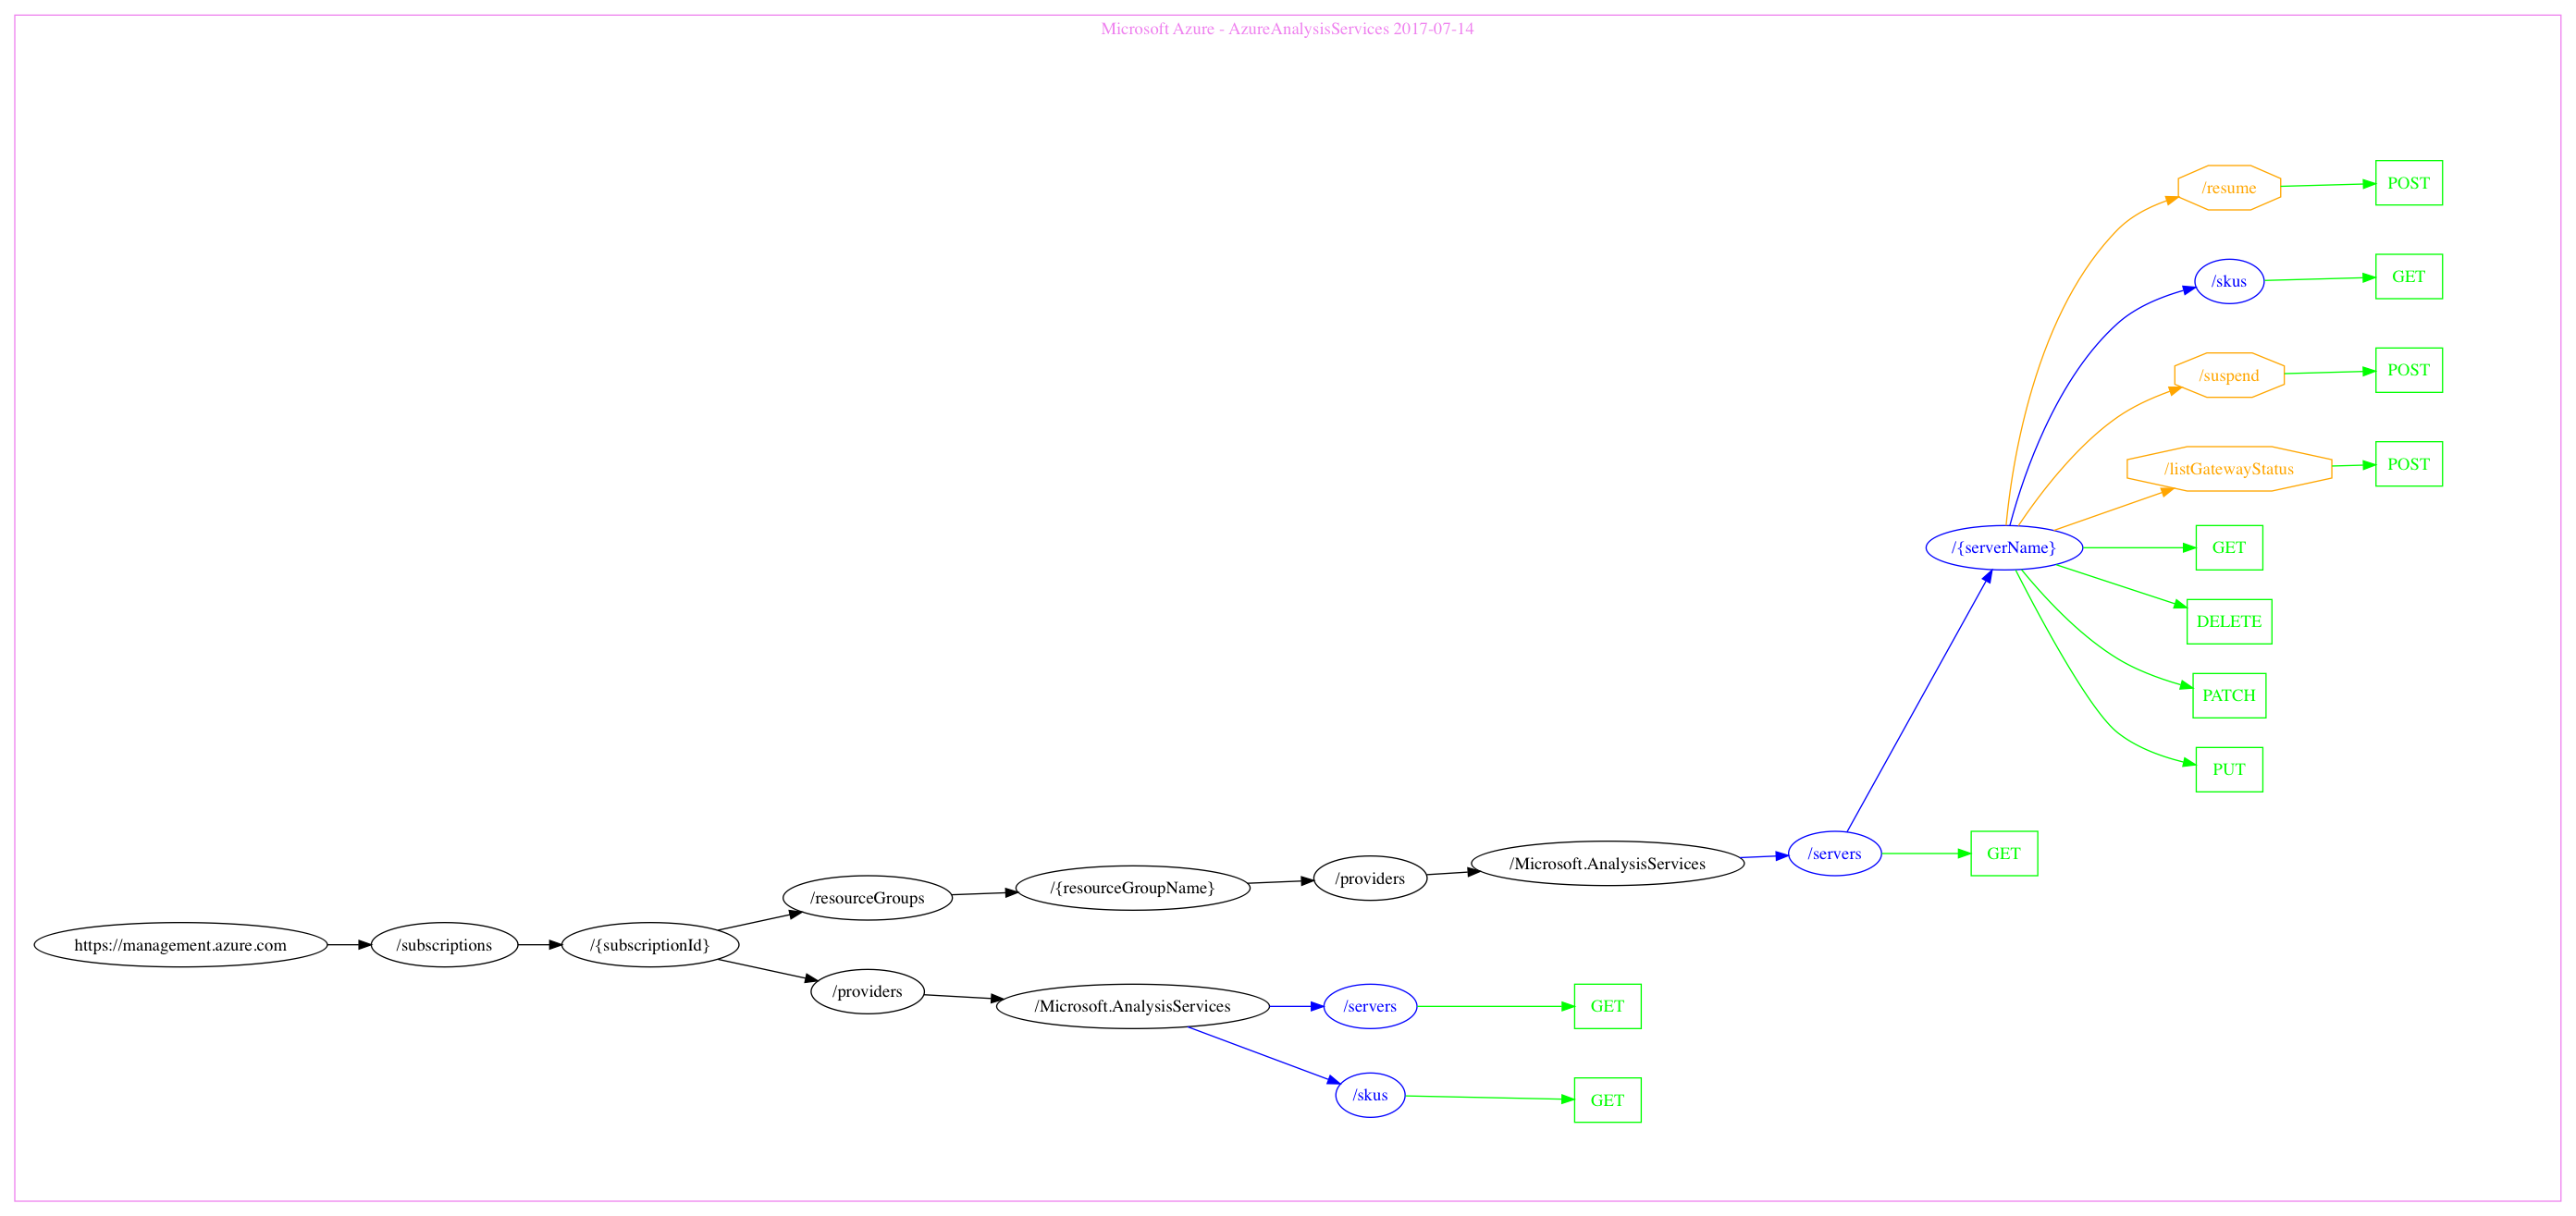 Microsoft Azure - AzureAnalysisServices 2017-07-14
/resume
POST
/skus
GET
/suspend
POST
/listGatewayStatus
POST
/{serverName}
GET
DELETE
PATCH
PUT
/servers
GET
/Microsoft.AnalysisServices
/providers
/{resourceGroupName}
/resourceGroups
https://management.azure.com
/subscriptions
/{subscriptionId}
/providers
/Microsoft.AnalysisServices
/servers
GET
/skus
GET